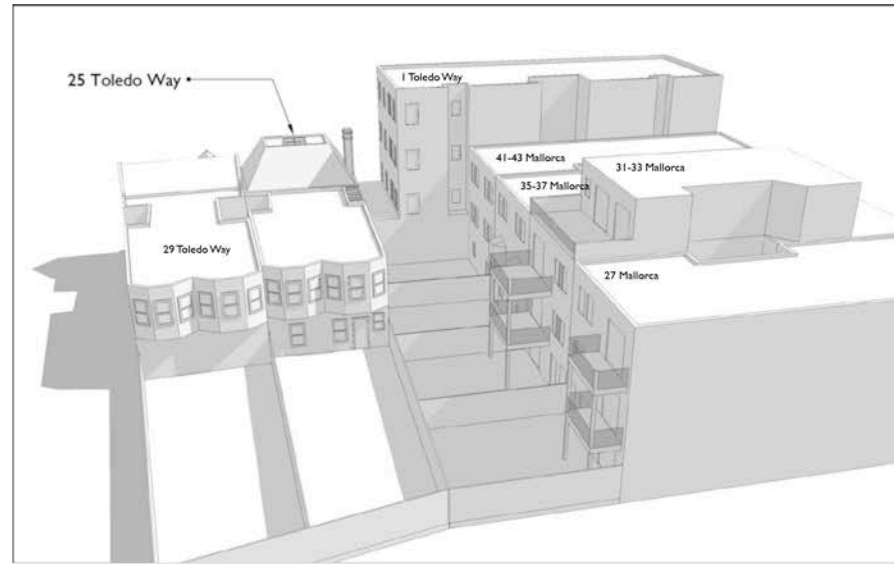 1 Toledo Way
25 Toledo Way
41-43 Mallorca
31-33 Mallorca
35-37 Mallorca
29 Toledo Way
27 Mallorca